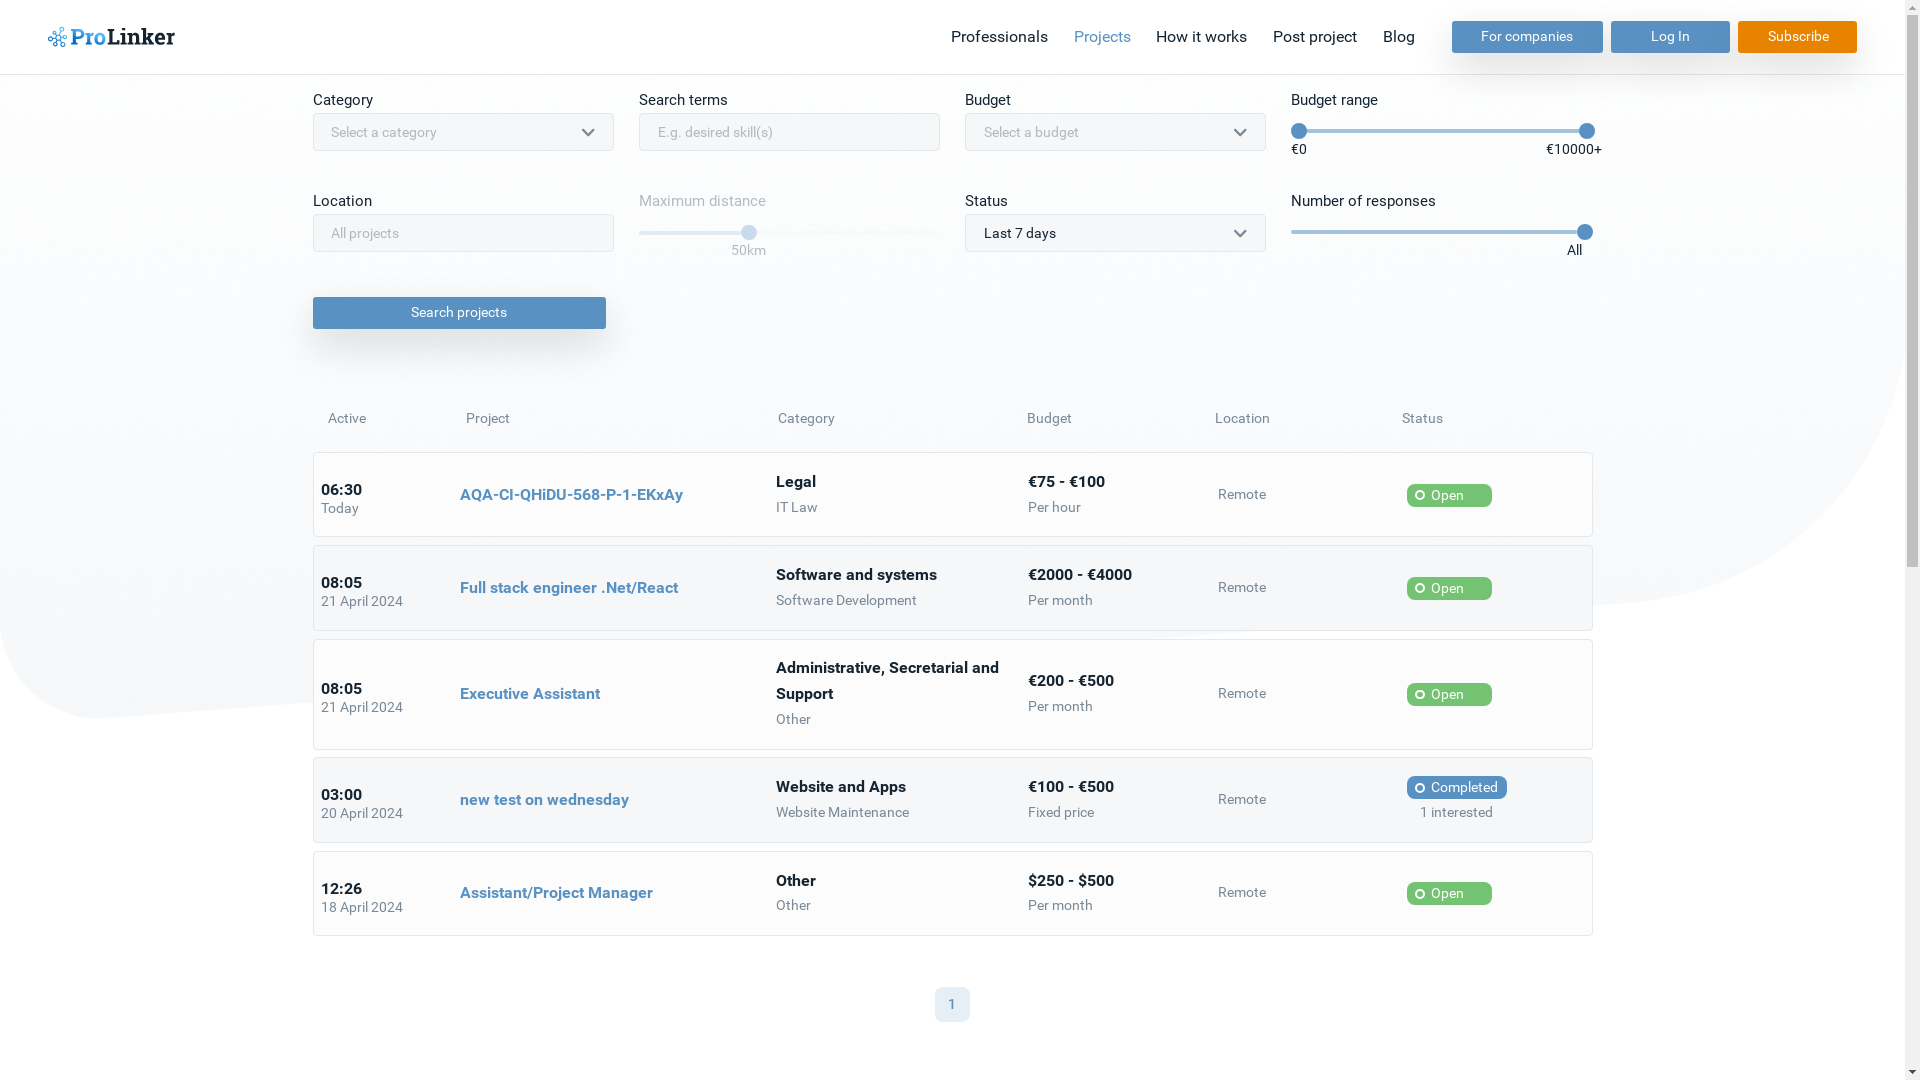 ProLinker
Professionals Projects How it works Post project Blog For companies Log In Subscribe
Category Search terms Budget Budget range
Select a category E.g. desired skill(s) Select a budget
€0 €10000+
Location Maximum distance Status Number of responses
All projects Last 7 days
50km All
Search projects
Active Project Category Budget Location Status
06:30 AQA-CI-QHiDU-568-P-1-EKxAy Legal €75 - €100 Remote Open
Today IT Law Per hour
08:05 Full stack engineer .Net/React Software and systems €2000 - €4000 Remote Open
21 April 2024 Software Development Per month
08:05 Executive Assistant Administrative, Secretarial and €200 - €500 Remote Open
21 April 2024 Support Per month
Other
03:00 new test on wednesday Website and Apps €100 - €500 Remote Completed
20 April 2024 Website Maintenance Fixed price 1 interested
12:26 Assistant/Project Manager Other $250 - $500 Remote Open
18 April 2024 Other Per month
1